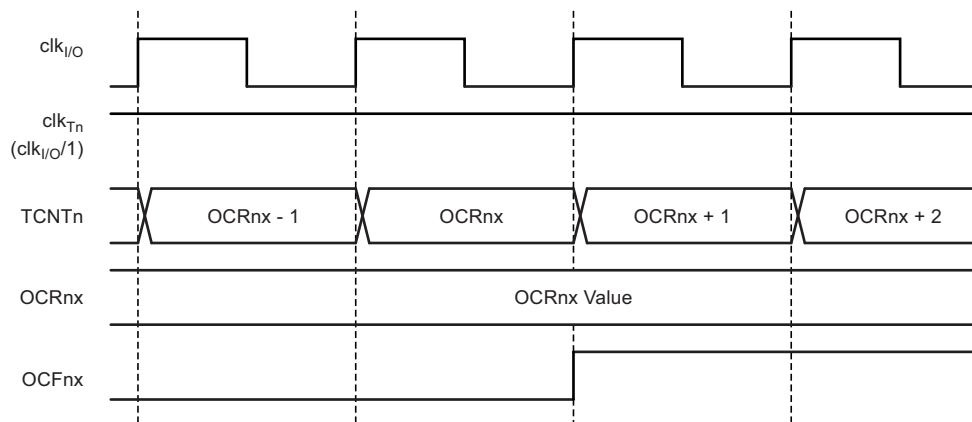 clkI/O
clkTn
(clkI/O/1)
TCNTn OCRnx - 1 OCRnx OCRnx + 1 OCRnx + 2
OCRnx OCRnx Value
OCFnx